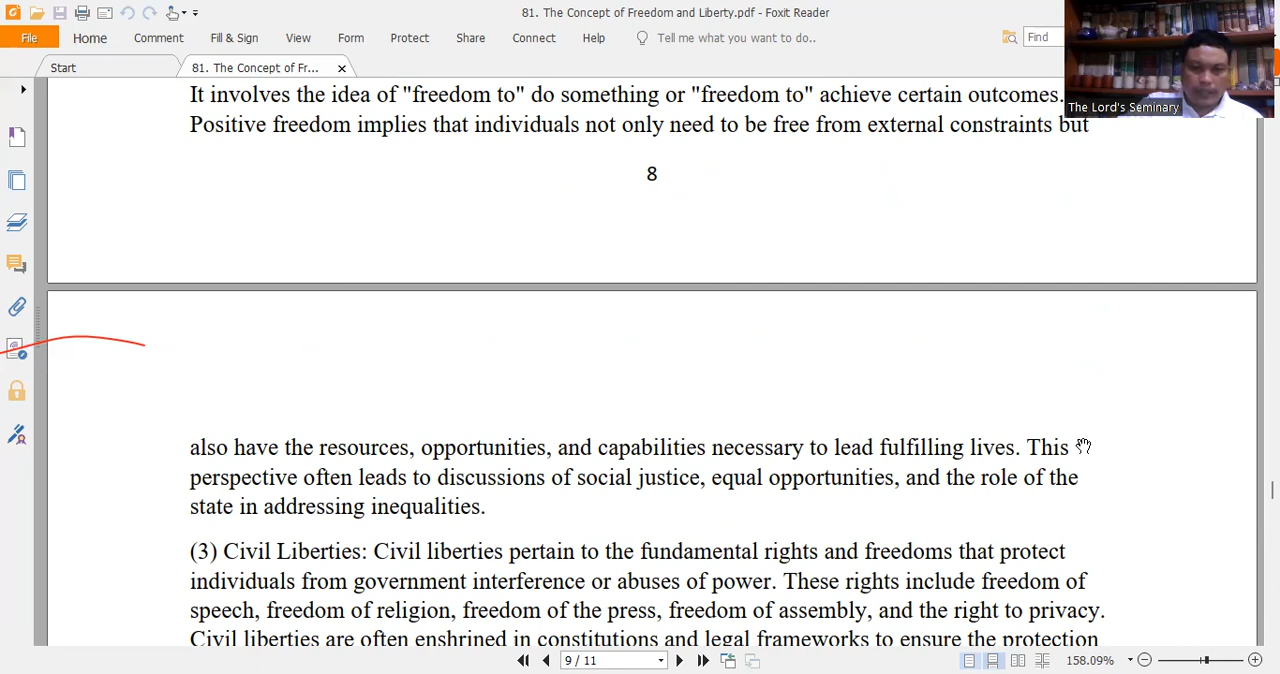 81. The Concept of Freedom and Liberty.pdf - Foxit Reader
File Home Comment Fill & Sign View Form Protect Share Connect Help Tell me what you want to do.. Find
Start 81. The Concept of Fr...
The Lord's Seminary
It involves the idea of "freedom to" do something or "freedom to" achieve certain outcomes.
Positive freedom implies that individuals not only need to be free from external constraints but
8
also have the resources, opportunities, and capabilities necessary to lead fulfilling lives. This
perspective often leads to discussions of social justice, equal opportunities, and the role of the
state in addressing inequalities.
(3) Civil Liberties: Civil liberties pertain to the fundamental rights and freedoms that protect
individuals from government interference or abuses of power. These rights include freedom of
speech, freedom of religion, freedom of the press, freedom of assembly, and the right to privacy.
Civil liberties are often enshrined in constitutions and legal frameworks to ensure the protection
9 / 11 158.09%